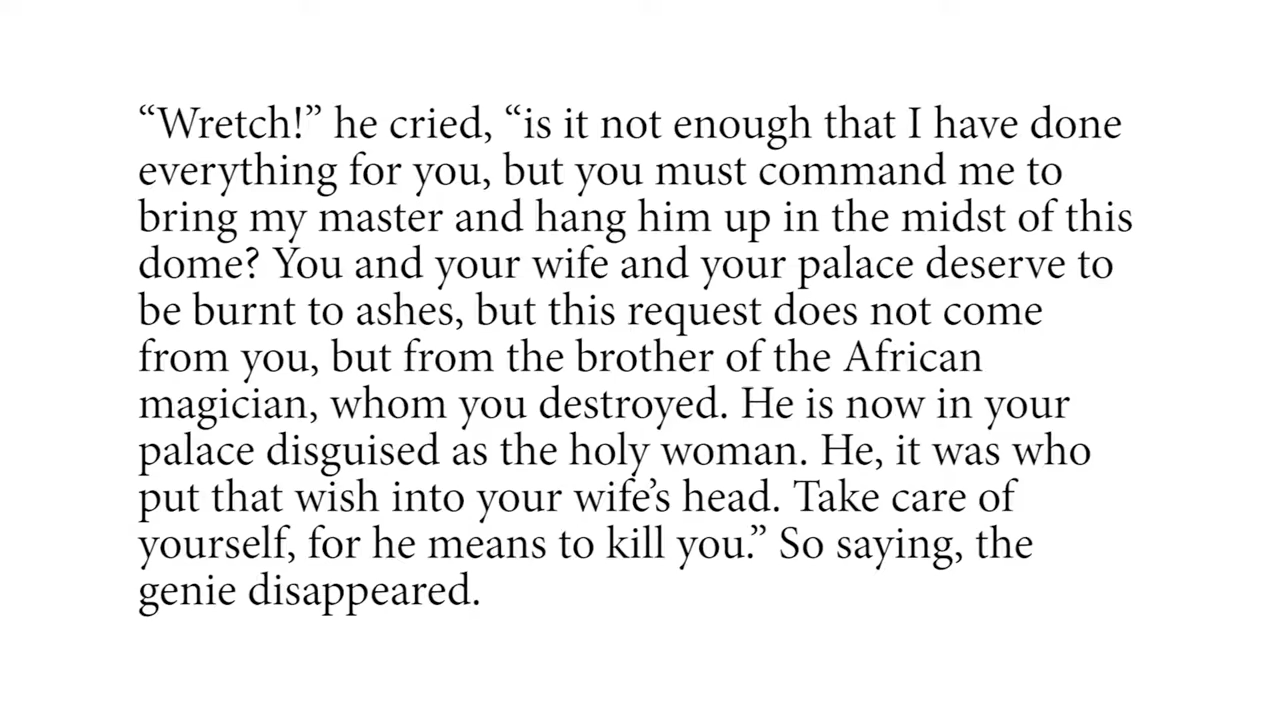 “Wretch!” he cried, “is it not enough that I have done
everything for you, but you must command me to
bring my master and hang him up in the midst of this
dome? You and your wife and your palace deserve to
be burnt to ashes, but this request does not come
from you, but from the brother of the African
magician, whom you destroyed. He is now in your
palace disguised as the holy woman. He, it was who
put that wish into your wife’s head. Take care of
yourself, for he means to kill you.” So saying, the
genie disappeared.